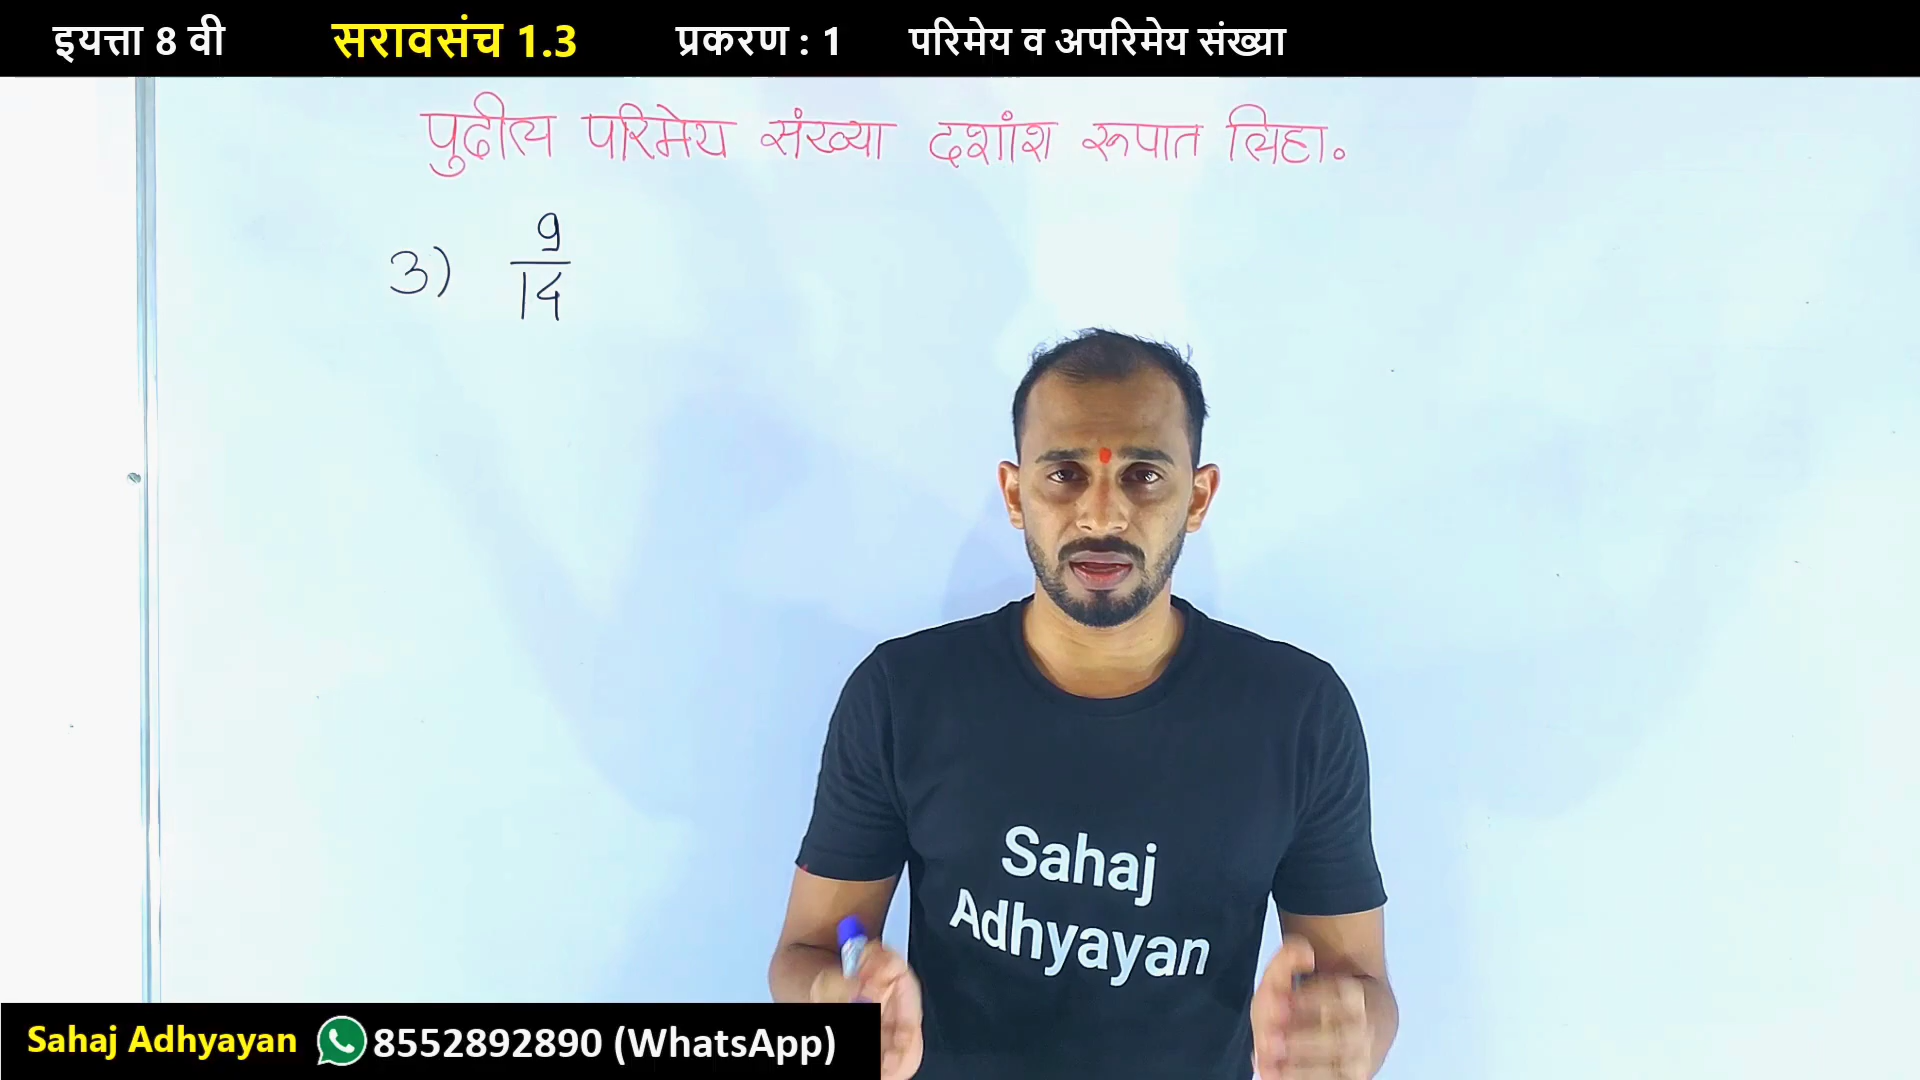 इयत्ता 8 वी सरावसंच 1.3 प्रकरण : 1 परिमेय व अपरिमेय संख्या
पुढील परिमेय संख्या दशांश रूपात लिहा.
3) 9/14
Sahaj
Adhyayan
Sahaj Adhyayan 8552892890 (WhatsApp)